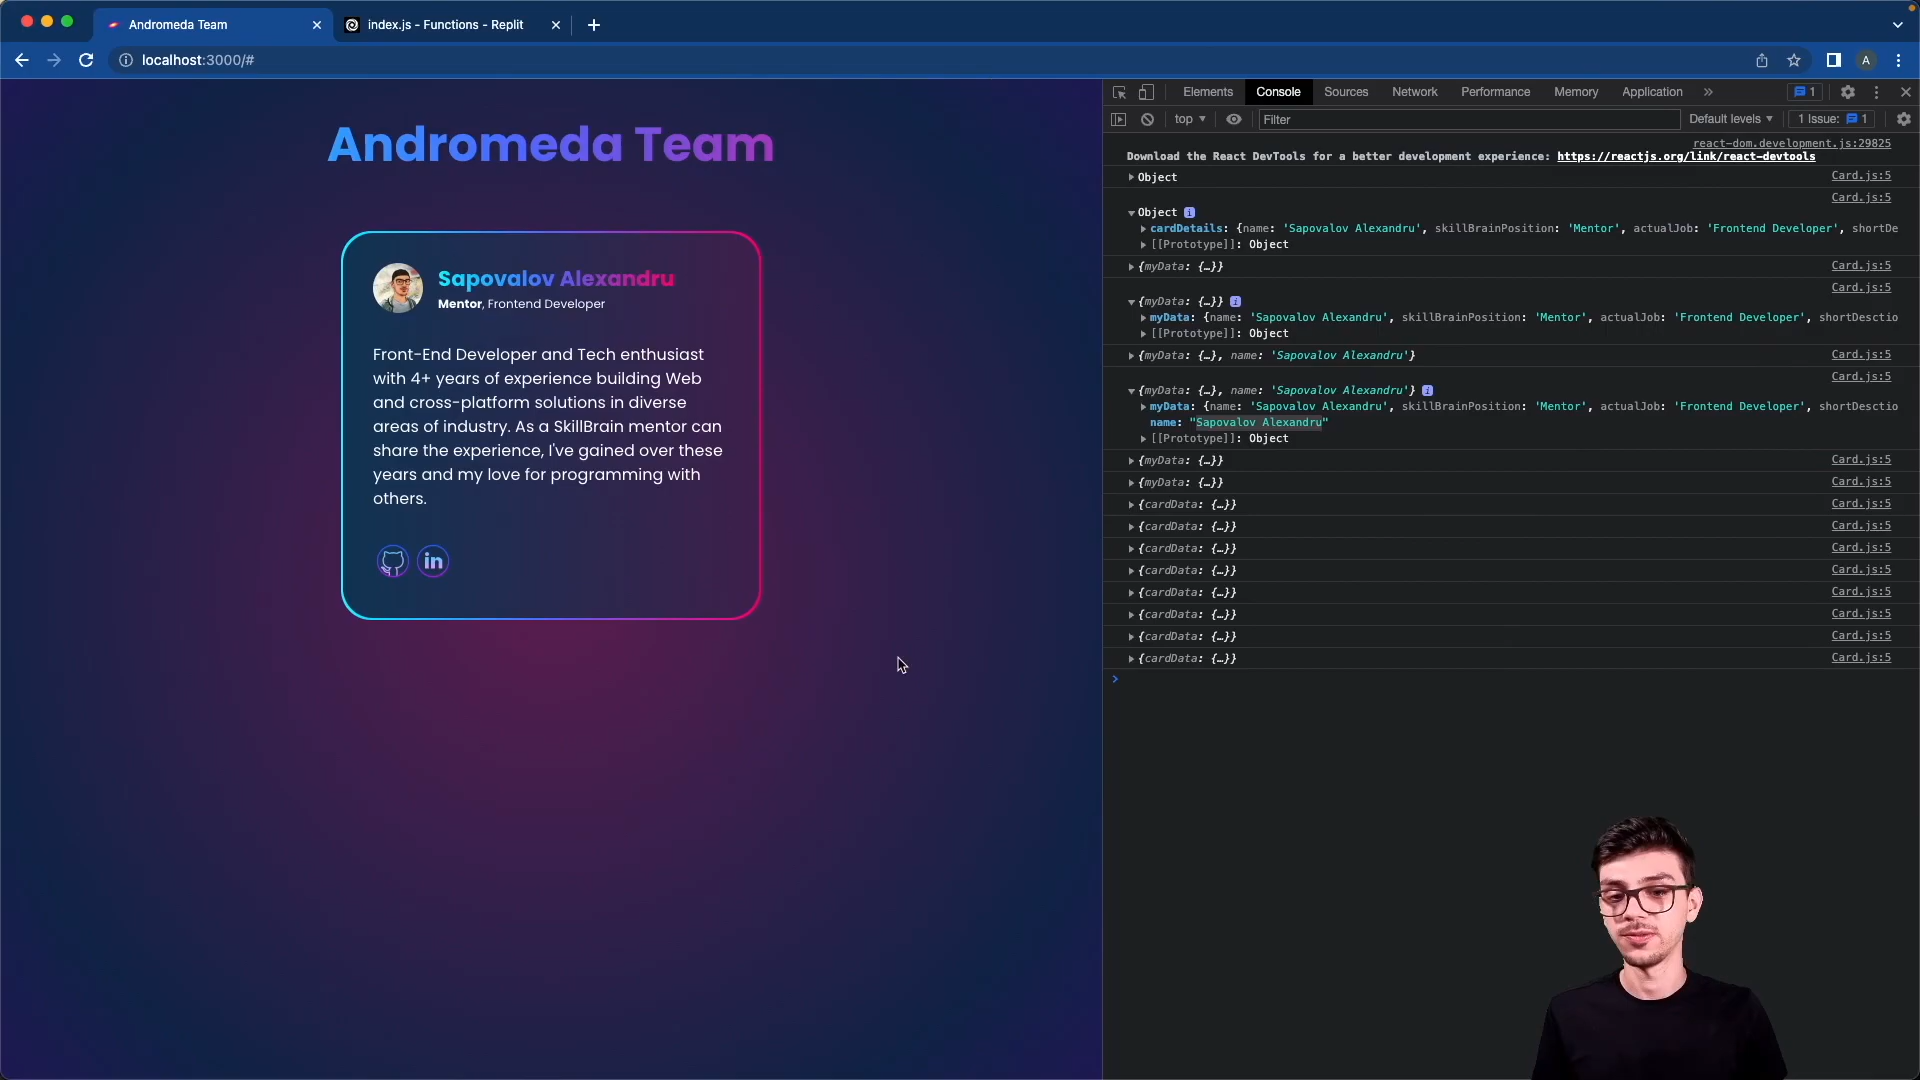 Andromeda Team
index.js - Functions - Replit
localhost:3000/#
A
Elements
Console
Sources
Network
Performance
Memory
Application
1
top
Filter
Default levels
1 Issue:
1
Andromeda Team
Sapovalov Alexandru
Mentor, Frontend Developer
Front-End Developer and Tech enthusiast
with 4+ years of experience building Web
and cross-platform solutions in diverse
areas of industry. As a SkillBrain mentor can
share the experience, I've gained over these
years and my love for programming with
others.
in
react-dom.development.js:29825
Download the React DevTools for a better development experience: https://reactjs.org/link/react-devtools
Object Card.js:5
Card.js:5
Object i
cardDetails: {name: 'Sapovalov Alexandru', skillBrainPosition: 'Mentor', actualJob: 'Frontend Developer', shortDe
[[Prototype]]: Object
{myData: {…}} Card.js:5
Card.js:5
{myData: {…}} i
myData: {name: 'Sapovalov Alexandru', skillBrainPosition: 'Mentor', actualJob: 'Frontend Developer', shortDesctio
[[Prototype]]: Object
{myData: {…}, name: 'Sapovalov Alexandru'} Card.js:5
Card.js:5
{myData: {…}, name: 'Sapovalov Alexandru'} i
myData: {name: 'Sapovalov Alexandru', skillBrainPosition: 'Mentor', actualJob: 'Frontend Developer', shortDesctio
name: "Sapovalov Alexandru"
[[Prototype]]: Object
{myData: {…}} Card.js:5
{myData: {…}} Card.js:5
{cardData: {…}} Card.js:5
{cardData: {…}} Card.js:5
{cardData: {…}} Card.js:5
{cardData: {…}} Card.js:5
{cardData: {…}} Card.js:5
{cardData: {…}} Card.js:5
{cardData: {…}} Card.js:5
{cardData: {…}} Card.js:5